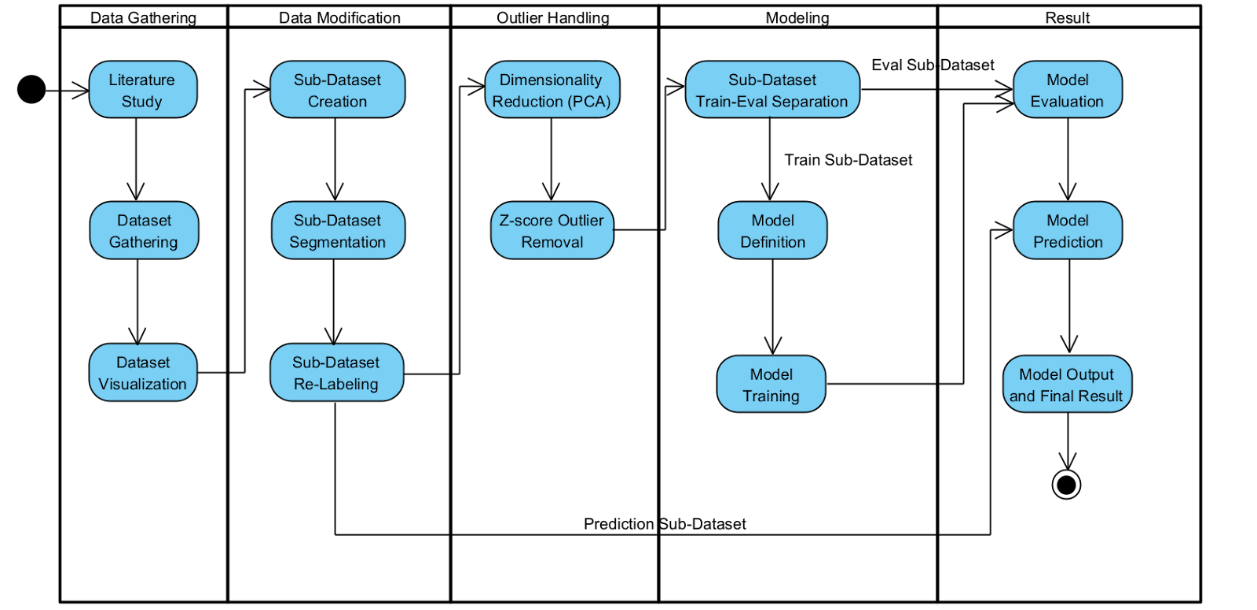 Data Gathering
Data Modification
Outlier Handling
Modeling
Result
Literature
Study
Dataset
Gathering
Dataset
Visualization
Sub-Dataset
Creation
Sub-Dataset
Segmentation
Sub-Dataset
Re-Labeling
Dimensionality
Reduction (PCA)
Z-score Outlier
Removal
Sub-Dataset
Train-Eval Separation
Eval Sub-Dataset
Train Sub-Dataset
Model
Definition
Model
Training
Model
Evaluation
Model
Prediction
Model Output
and Final Result
Prediction Sub-Dataset